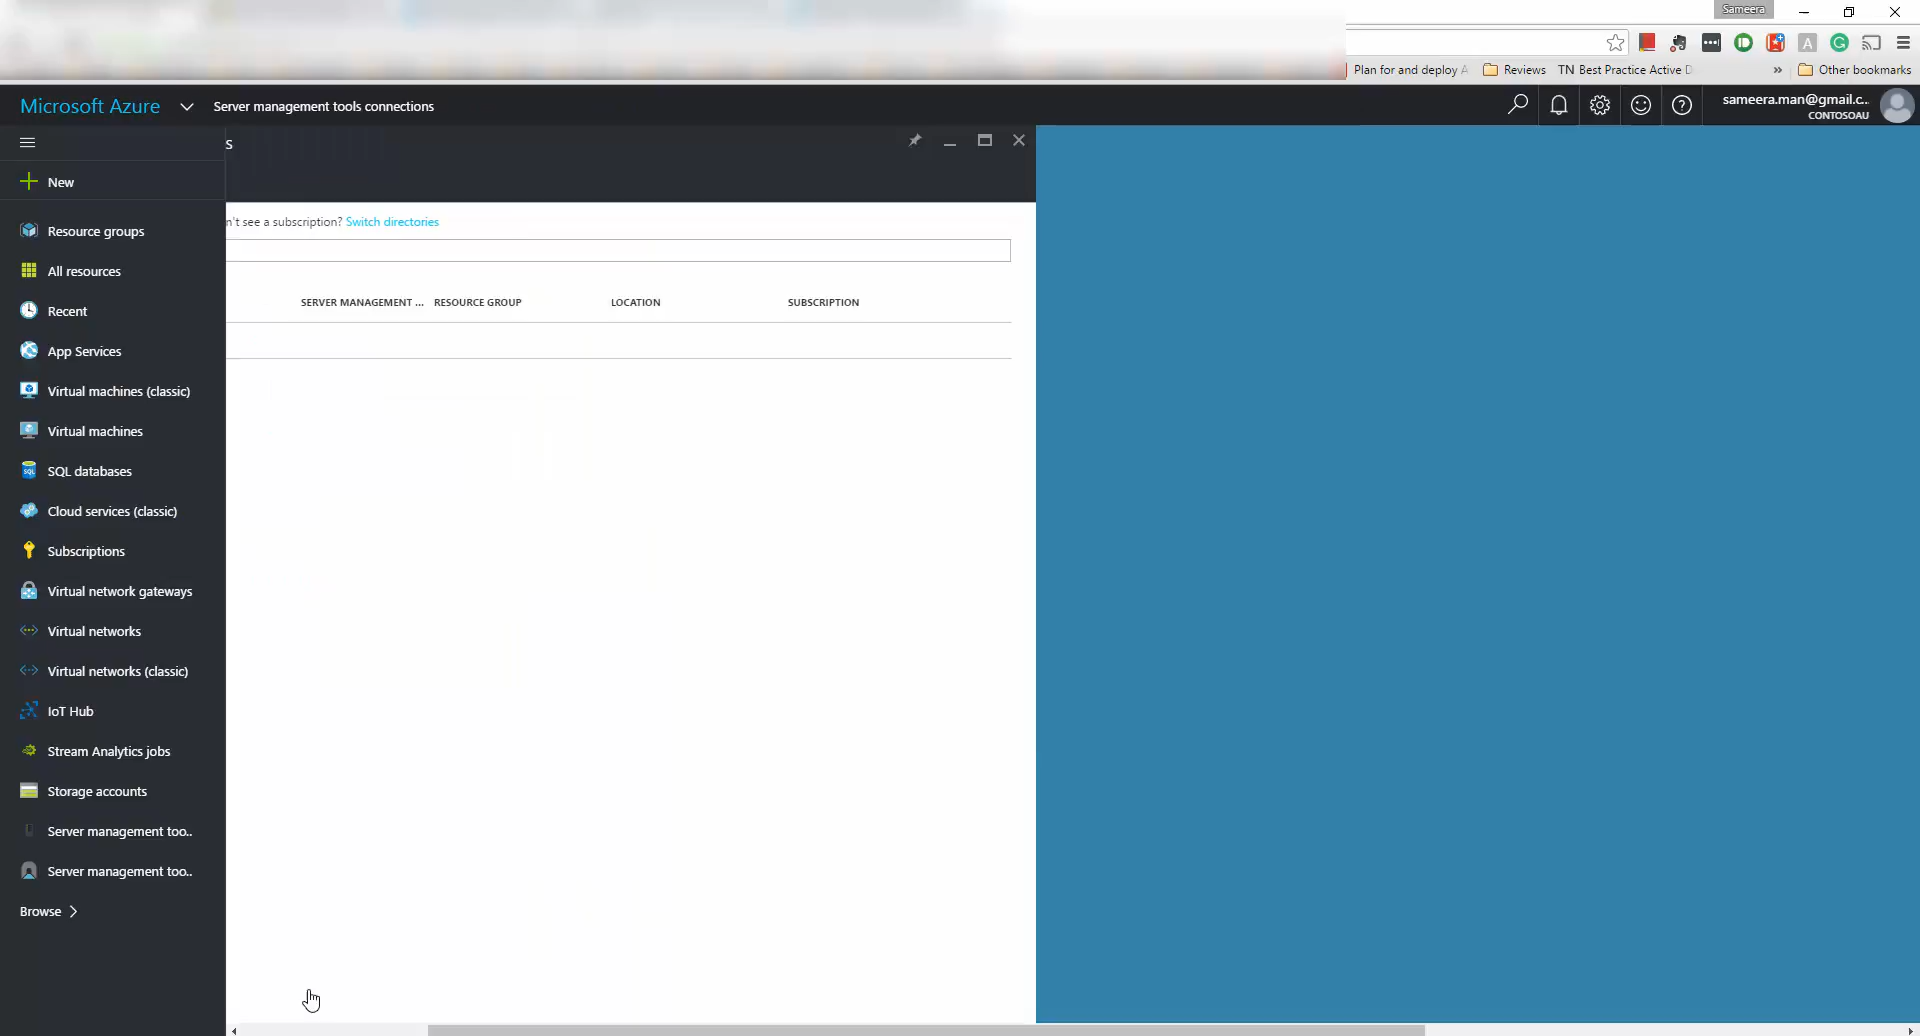 Sameera
Plan for and deploy A
Reviews
TN Best Practice Active D
»
Other bookmarks
Microsoft Azure
Server management tools connections
sameera.man@gmail.c...
CONTOSOAU
s
New
n't see a subscription? Switch directories
Resource groups
All resources
SERVER MANAGEMENT ...
RESOURCE GROUP
LOCATION
SUBSCRIPTION
Recent
App Services
Virtual machines (classic)
Virtual machines
SQL databases
Cloud services (classic)
Subscriptions
Virtual network gateways
Virtual networks
Virtual networks (classic)
IoT Hub
Stream Analytics jobs
Storage accounts
Server management too..
Server management too..
Browse